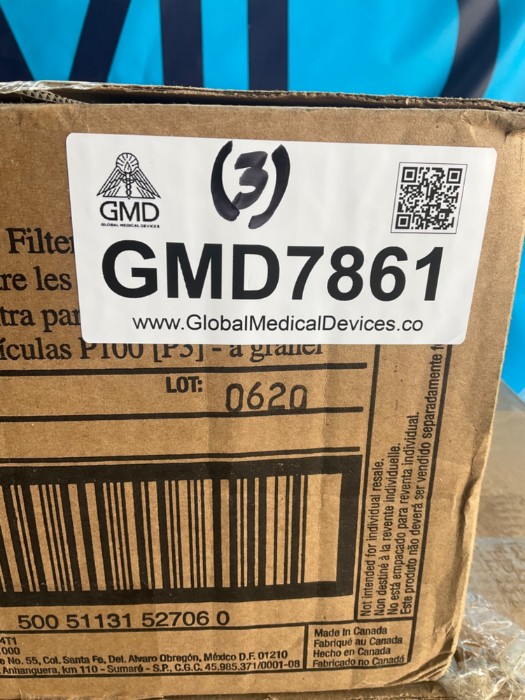 (3)
GMD
GLOBAL MEDICAL DEVICES
GMD7861
www.GlobalMedicalDevices.co
Filte
re les
tra par
ículas P100 [P3] - à
LOT: 0620
Not intended for individual resale.
Non destiné à la revente individuelle.
No está empacado para reventa individual.
Este produto não deverá ser vendido separadamente
500 51131 52706 0
4T1
000
e No. 55, Col. Santa Fe, Del. Alvaro Obregón, México D.F. 01210
Anhanguera, km 110 - Sumaré - S.P., C.G.C. 45.985.371/0001-08
Made in Canada
Fabriqué au Canada
Hecho en Canada
Fabricado no Canadá